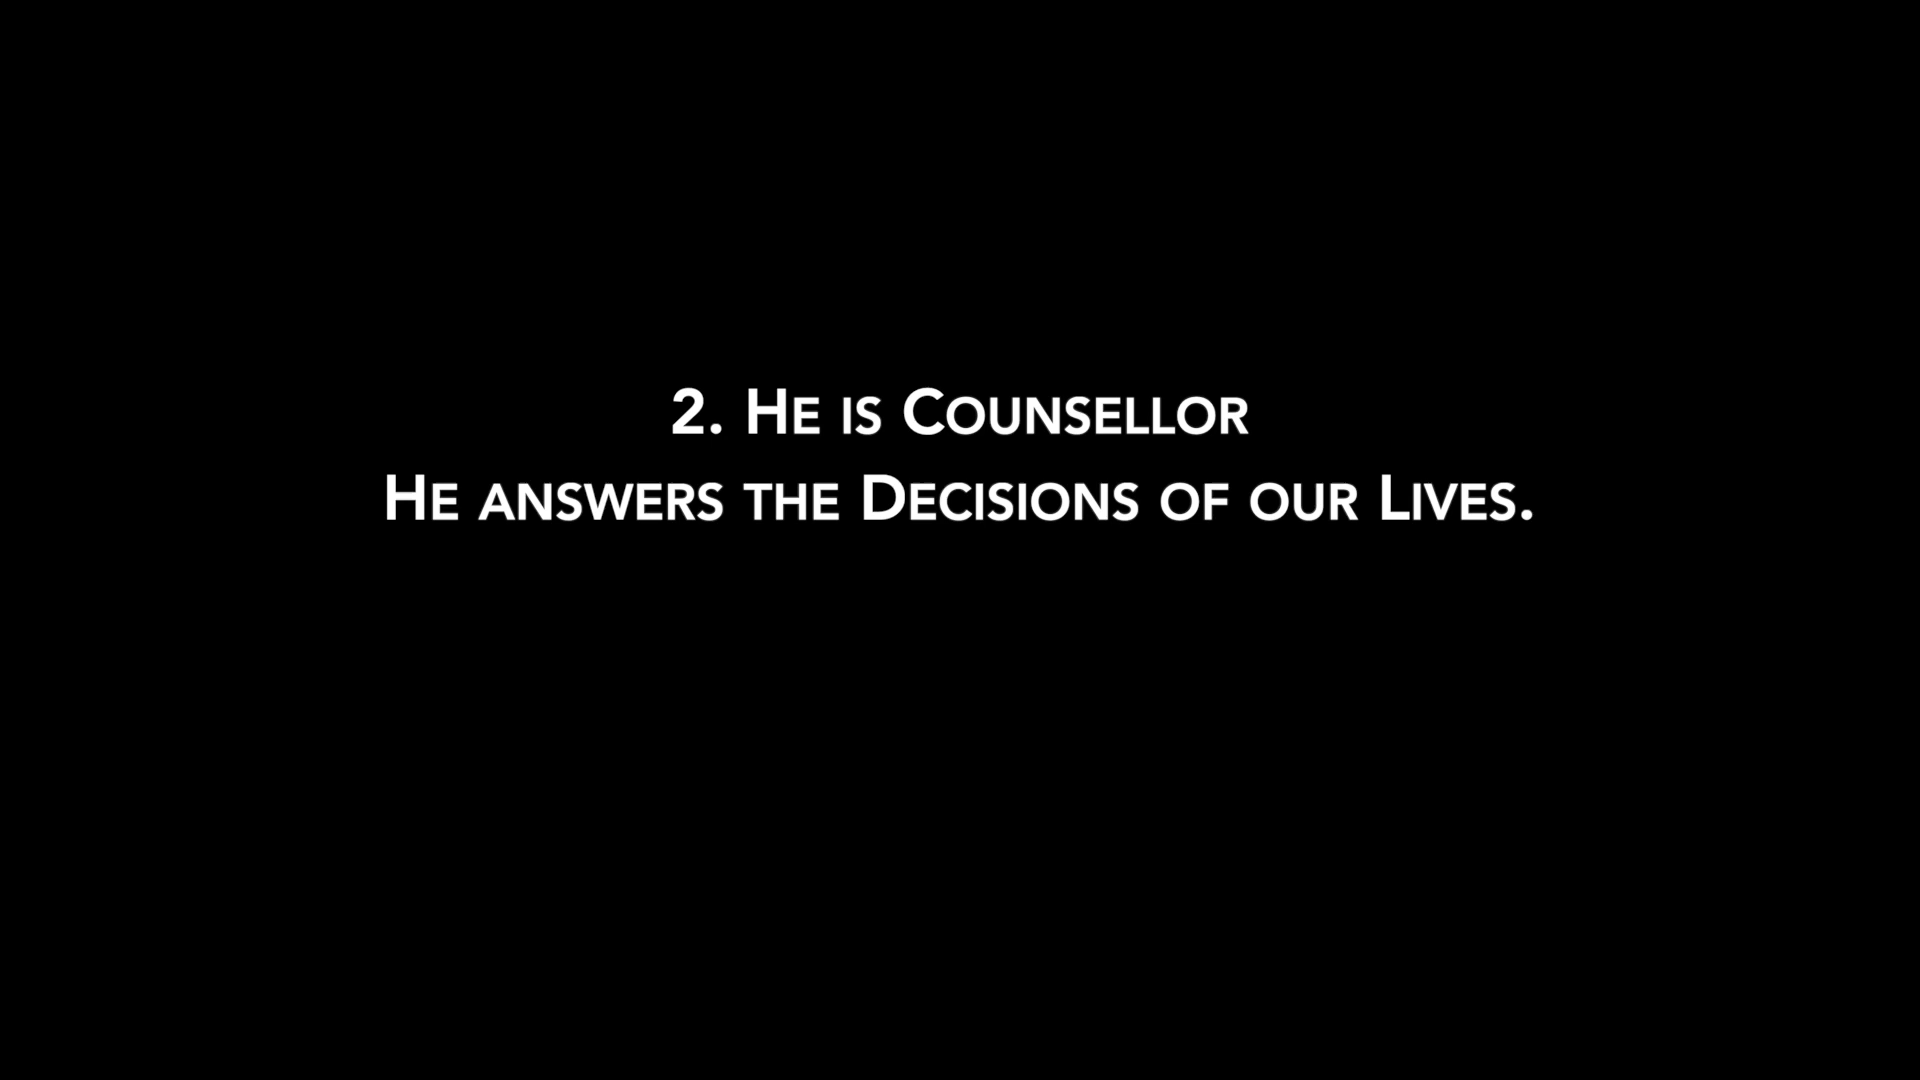 2. He is Counsellor
He answers the Decisions of our Lives.